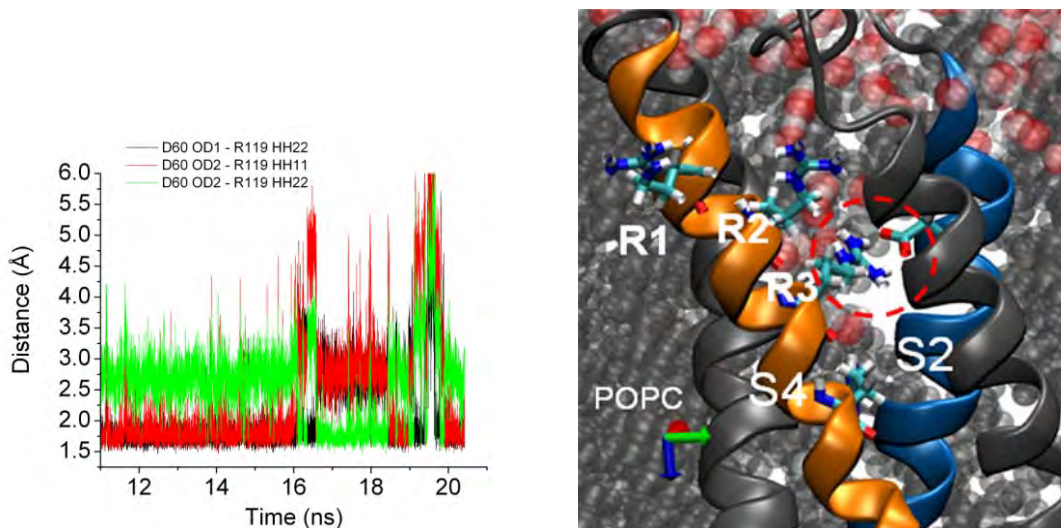 D60 OD1 - R119 HH22
D60 OD2 - R119 HH11
D60 OD2 - R119 HH22
6.0
5.5
5.0
4.5
4.0
3.5
3.0
2.5
2.0
1.5
Distance (Å)
12 14 16 18 20
Time (ns)
R1
R2
R3
S2
S4
POPC